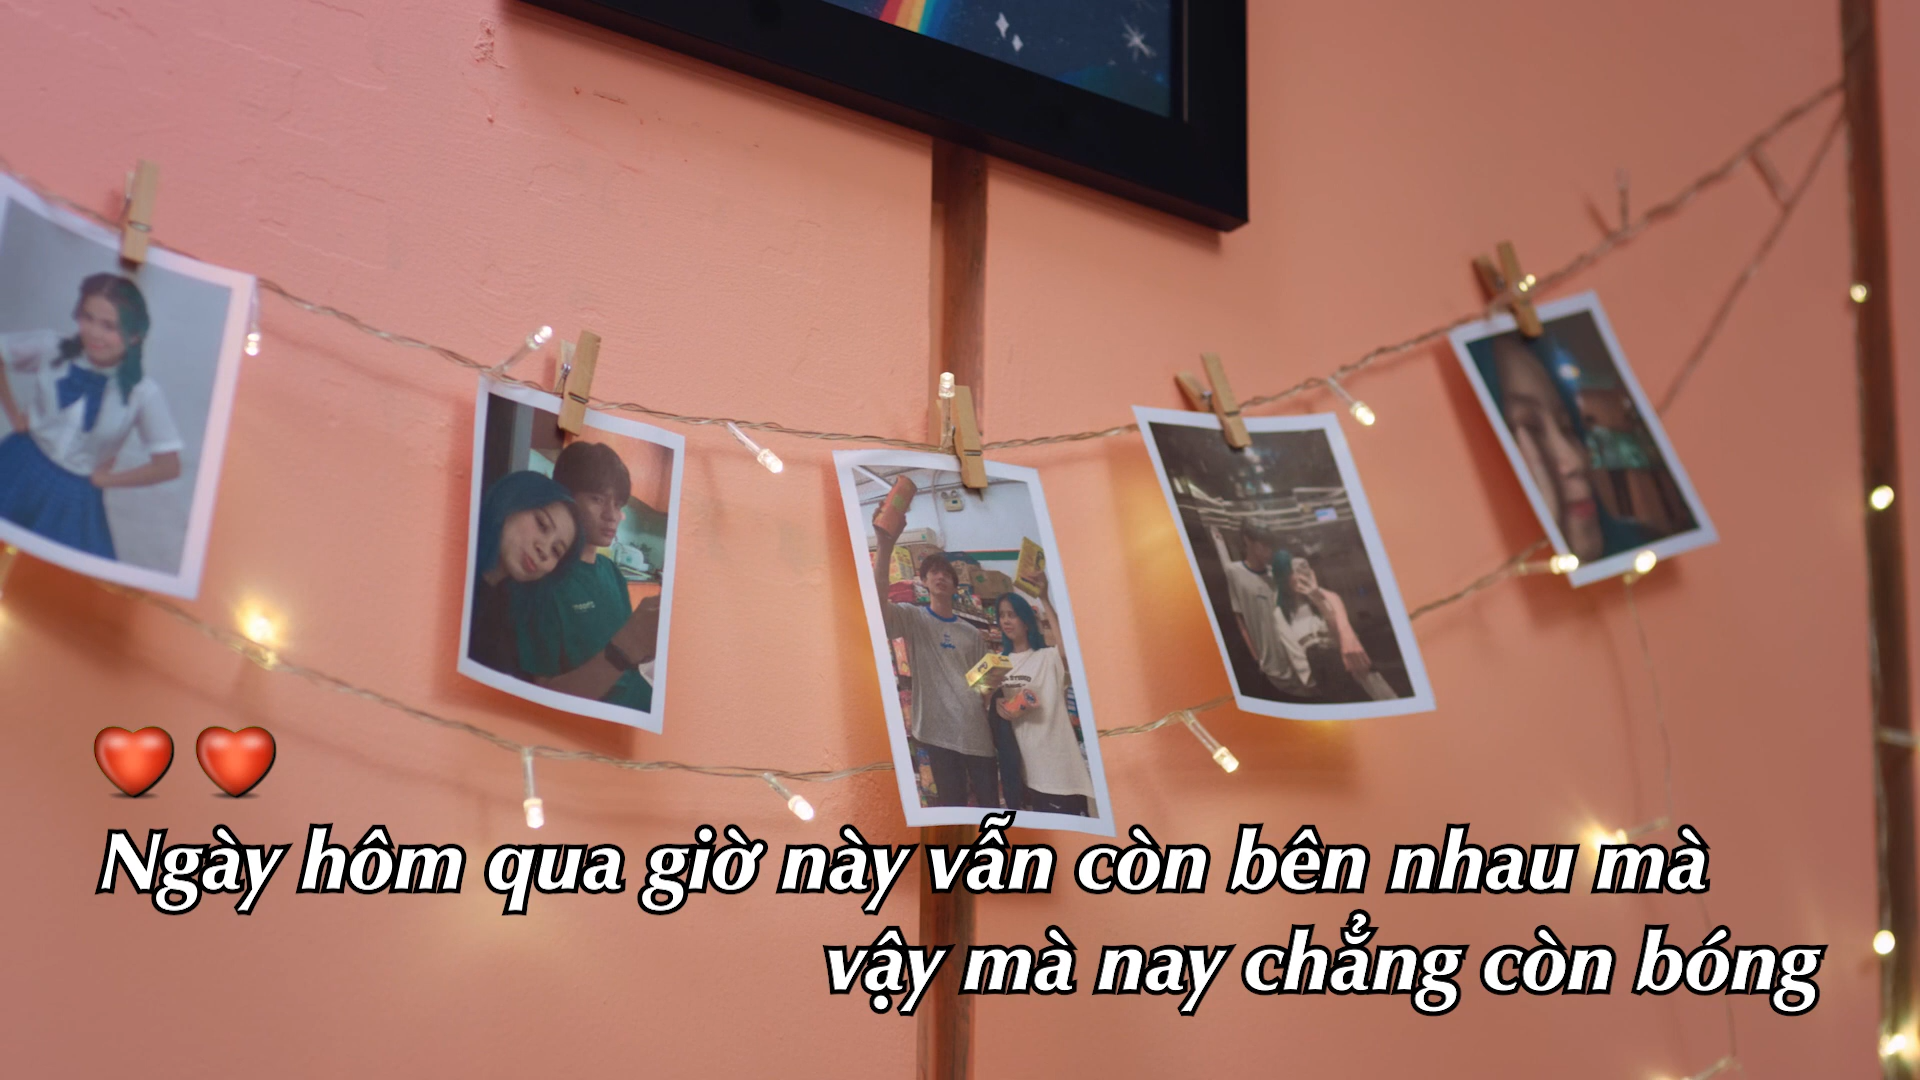 Ngày hôm qua giờ này vẫn còn bên nhau mà
vậy mà nay chẳng còn bóng